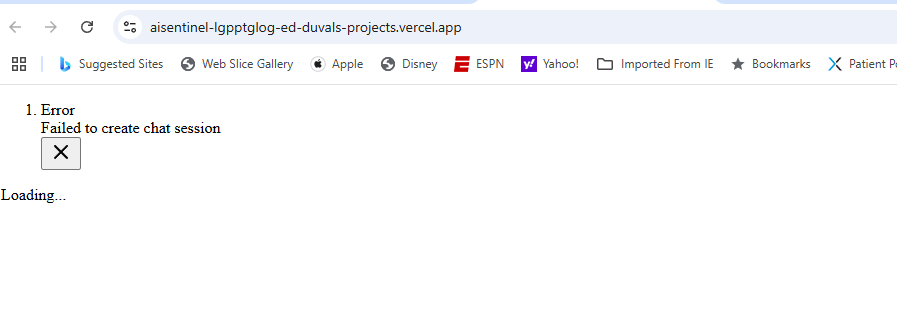 aisentinel-lgpptglog-ed-duvals-projects.vercel.app
Suggested Sites Web Slice Gallery Apple Disney ESPN Yahoo! Imported From IE Bookmarks Patient
1. Error
Failed to create chat session
Loading...